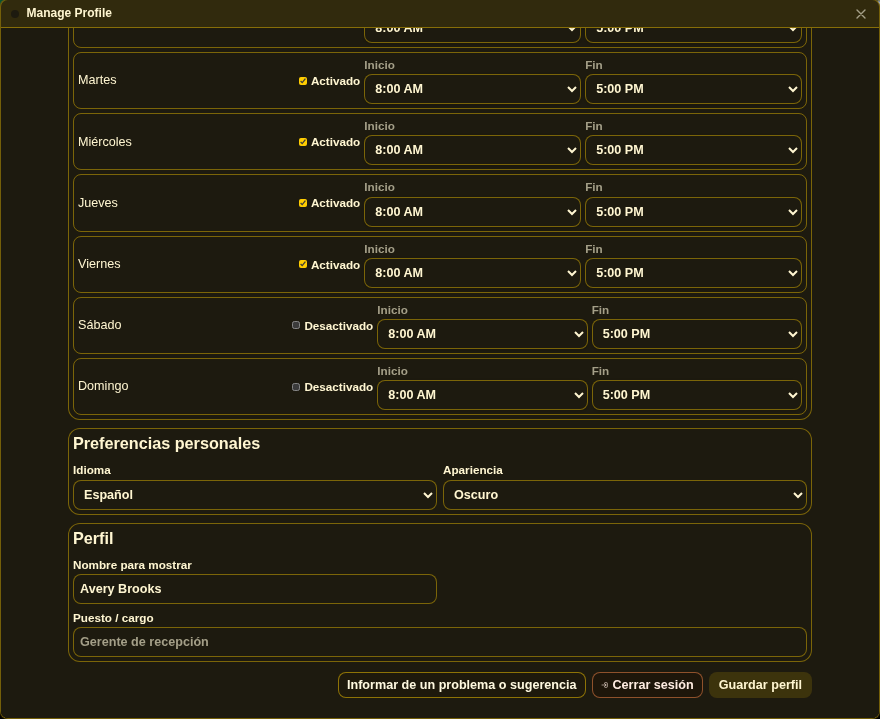 Manage Profile
8:00 AM 5:00 PM
Inicio Fin
Martes Activado 8:00 AM 5:00 PM
Inicio Fin
Miércoles Activado 8:00 AM 5:00 PM
Inicio Fin
Jueves Activado 8:00 AM 5:00 PM
Inicio Fin
Viernes Activado 8:00 AM 5:00 PM
Inicio Fin
Sábado Desactivado 8:00 AM 5:00 PM
Inicio Fin
Domingo Desactivado 8:00 AM 5:00 PM
Preferencias personales
Idioma Apariencia
Español Oscuro
Perfil
Nombre para mostrar
Avery Brooks
Puesto / cargo
Gerente de recepción
Informar de un problema o sugerencia Cerrar sesión Guardar perfil